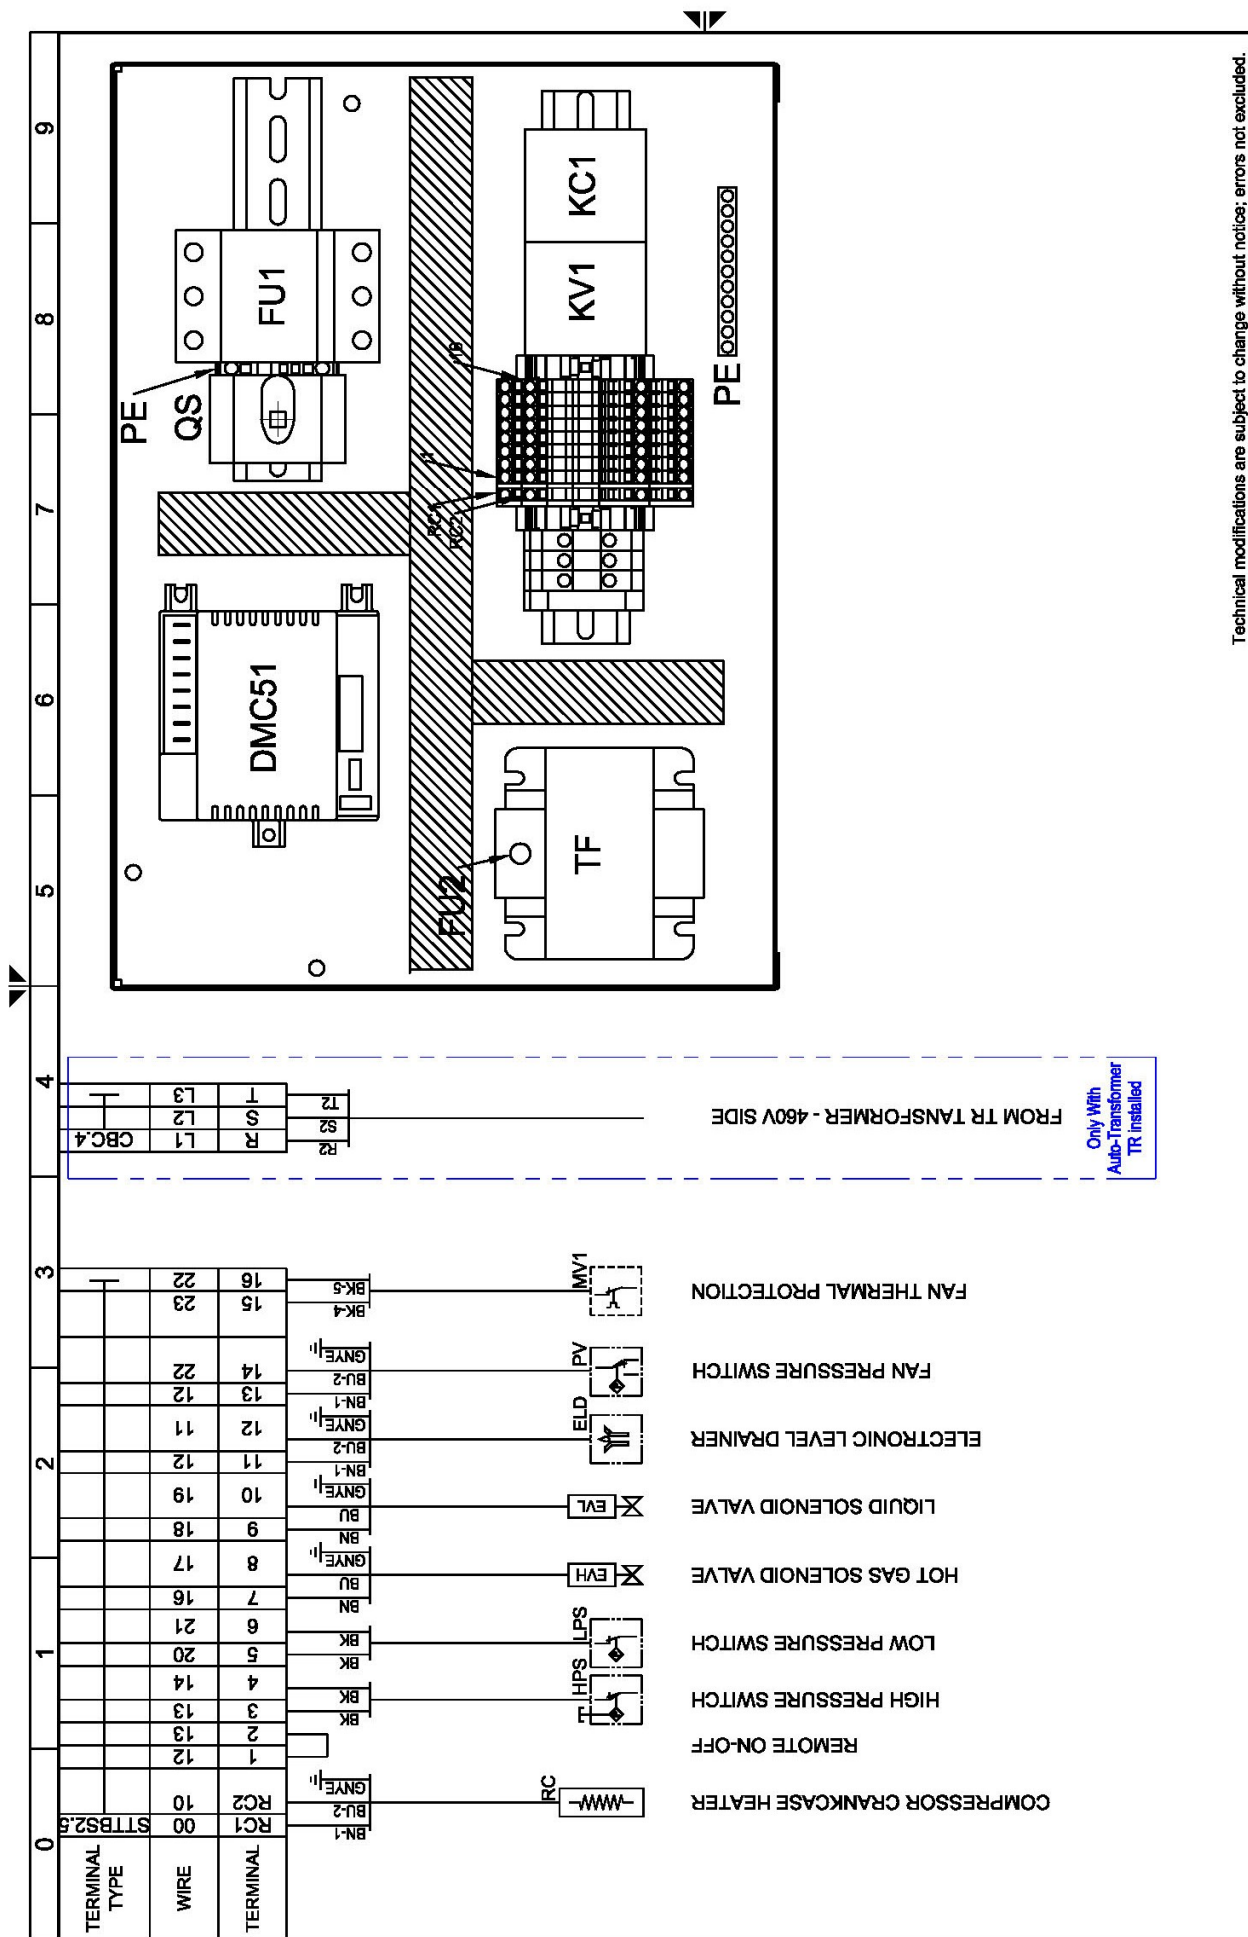 9
8
7
6
5
4
3
2
1
0
PE
QS
FU1
KC1
KV1
PE
16
1
RC1
RC2
DMC51
FU2
TF
Technical modifications are subject to change without notice; errors not excluded.
CBC.4
L1
L2
L3
R
S
T
R2
S2
T2
FROM TR TANSFORMER - 460V SIDE
Only With
Auto-Transformer
TR installed
TERMINAL
TYPE
STTBS2.5
WIRE
00
10
12
13
13
14
20
21
16
17
18
19
12
11
12
22
23
22
TERMINAL
RC1
RC2
1
2
3
4
5
6
7
8
9
10
11
12
13
14
15
16
BN-1
BU-2
GNYE
RC
COMPRESSOR CRANKCASE HEATER
REMOTE ON-OFF
BK
BK
HPS
HIGH PRESSURE SWITCH
BK
BK
LPS
LOW PRESSURE SWITCH
BN
BU
GNYE
EVH
HOT GAS SOLENOID VALVE
BN
BU
GNYE
EVL
LIQUID SOLENOID VALVE
BN-1
BU-2
GNYE
ELD
ELECTRONIC LEVEL DRAINER
BN-1
BU-2
GNYE
PV
FAN PRESSURE SWITCH
BK-4
BK-5
MV1
FAN THERMAL PROTECTION